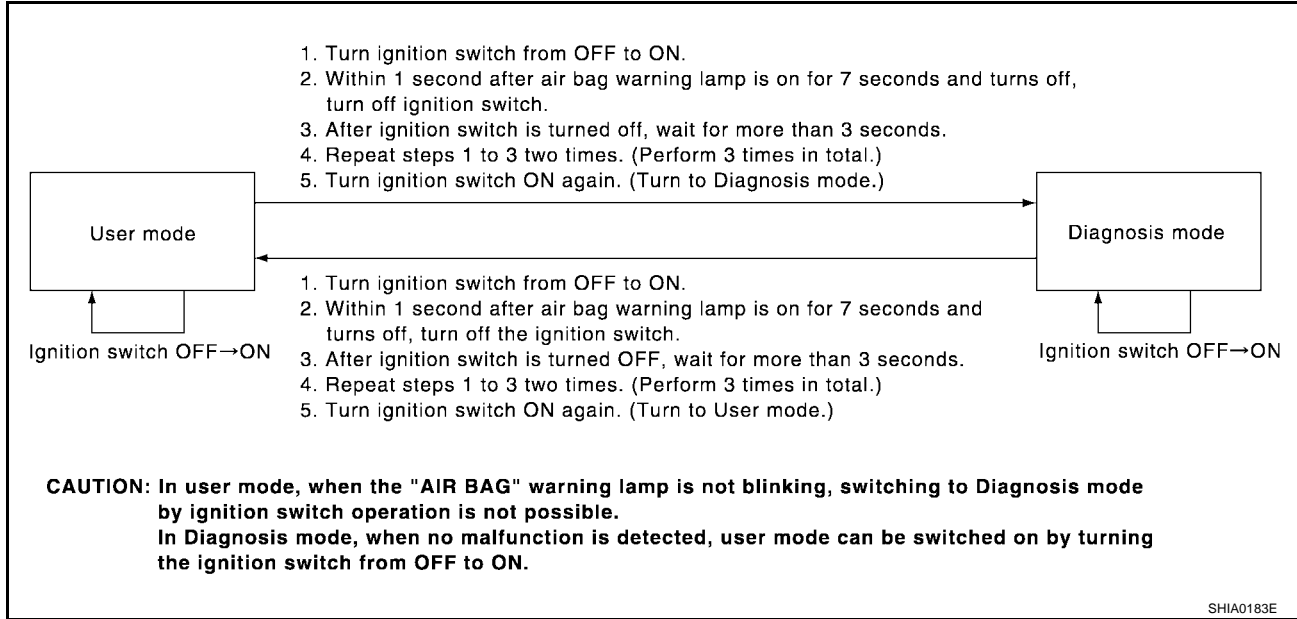 1. Turn ignition switch from OFF to ON.
2. Within 1 second after air bag warning lamp is on for 7 seconds and turns off,
turn off ignition switch.
3. After ignition switch is turned off, wait for more than 3 seconds.
4. Repeat steps 1 to 3 two times. (Perform 3 times in total.)
5. Turn ignition switch ON again. (Turn to Diagnosis mode.)
User mode
Diagnosis mode
Ignition switch OFF→ON
Ignition switch OFF→ON
1. Turn ignition switch from OFF to ON.
2. Within 1 second after air bag warning lamp is on for 7 seconds and
turns off, turn off the ignition switch.
3. After ignition switch is turned OFF, wait for more than 3 seconds.
4. Repeat steps 1 to 3 two times. (Perform 3 times in total.)
5. Turn ignition switch ON again. (Turn to User mode.)
CAUTION: In user mode, when the "AIR BAG" warning lamp is not blinking, switching to Diagnosis mode
by ignition switch operation is not possible.
In Diagnosis mode, when no malfunction is detected, user mode can be switched on by turning
the ignition switch from OFF to ON.
SHIA0183E